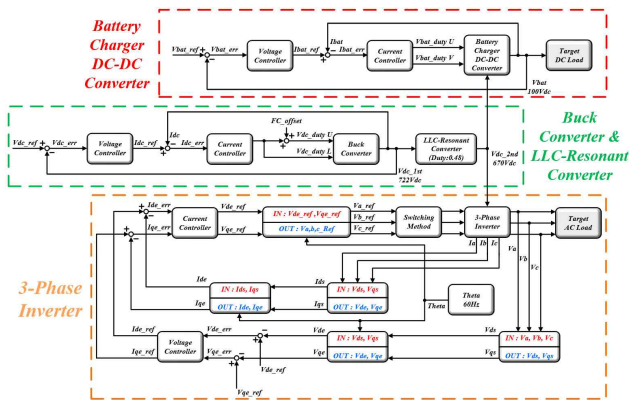 Battery
Charger
DC-DC
Converter
Vbat_ref
Vbat_err
Voltage
Controller
Ibat_ref
Ibat
Ibat_err
Current
Controller
Vbat_duty U
Vbat_duty V
Battery
Charger
DC-DC
Converter
Target
DC Load
Vbat
100Vdc
Vdc_ref
Vdc_err
Voltage
Controller
Idc_ref
Idc
Idc_err
Current
Controller
FC_offset
Vdc_duty U
Vdc_duty L
Buck
Converter
LLC-Resonant
Converter
(Duty:0.48)
Vdc_1st
722Vdc
Vdc_2nd
670Vdc
Buck
Converter &
LLC-Resonant
Converter
3-Phase
Inverter
Ide_err
Iqe_err
Current
Controller
Vde_ref
Vqe_ref
IN : Vde_ref ,Vqe_ref
OUT : Va,b,c_Ref
Va_ref
Vb_ref
Vc_ref
Switching
Method
3-Phase
Inverter
Target
AC Load
Ia
Ib
Ic
Va
Vb
Vc
Ide
Iqe
IN : Ids, Iqs
OUT : Ide, Iqe
Ids
Iqs
IN : Vds, Vqs
OUT : Vde, Vqe
Theta
Theta
60Hz
Ide_ref
Iqe_ref
Voltage
Controller
Vde_err
Vqe_err
Vde_ref
Vqe_ref
Vde
Vqe
IN : Vds, Vqs
OUT : Vde, Vqe
Vds
Vqs
IN : Va, Vb, Vc
OUT : Vds, Vqs